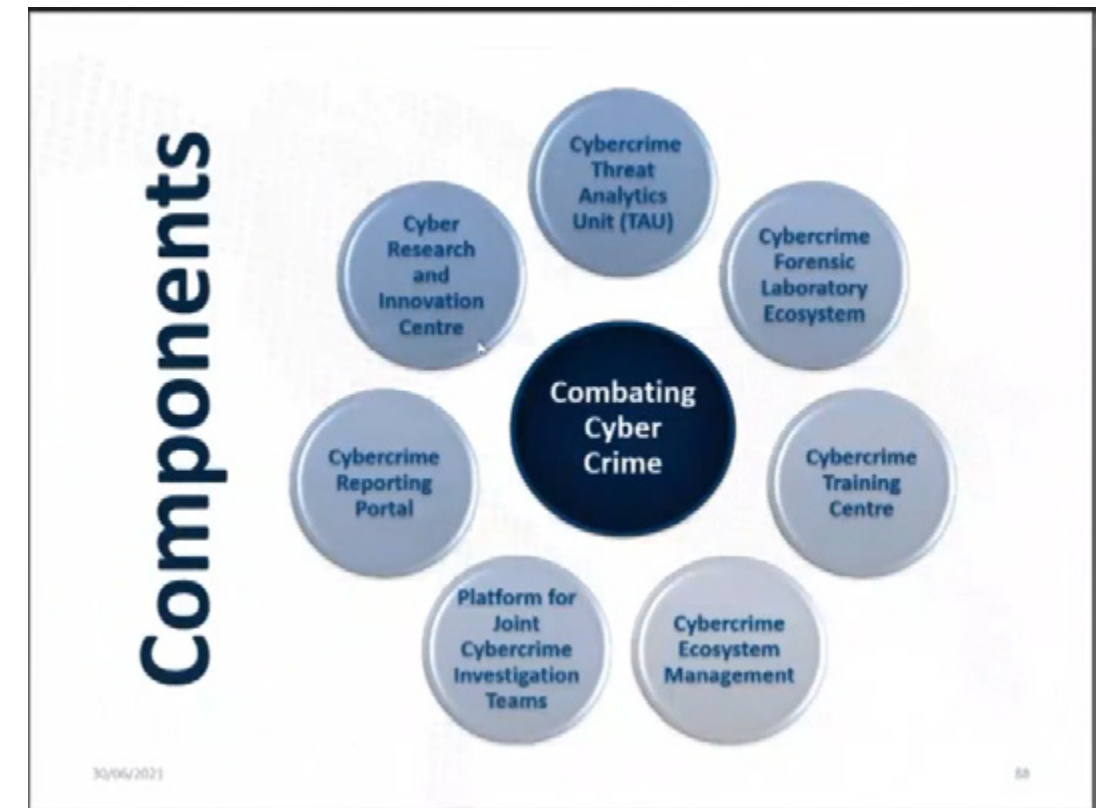 Components
Cybercrime
Threat
Analytics
Unit (TAU)
Cybercrime
Forensic
Laboratory
Ecosystem
Cybercrime
Training
Centre
Cybercrime
Ecosystem
Management
Platform for
Joint
Cybercrime
Investigation
Teams
Cybercrime
Reporting
Portal
Cyber
Research
and
Innovation
Centre
Combating
Cyber
Crime
30/06/2021
88